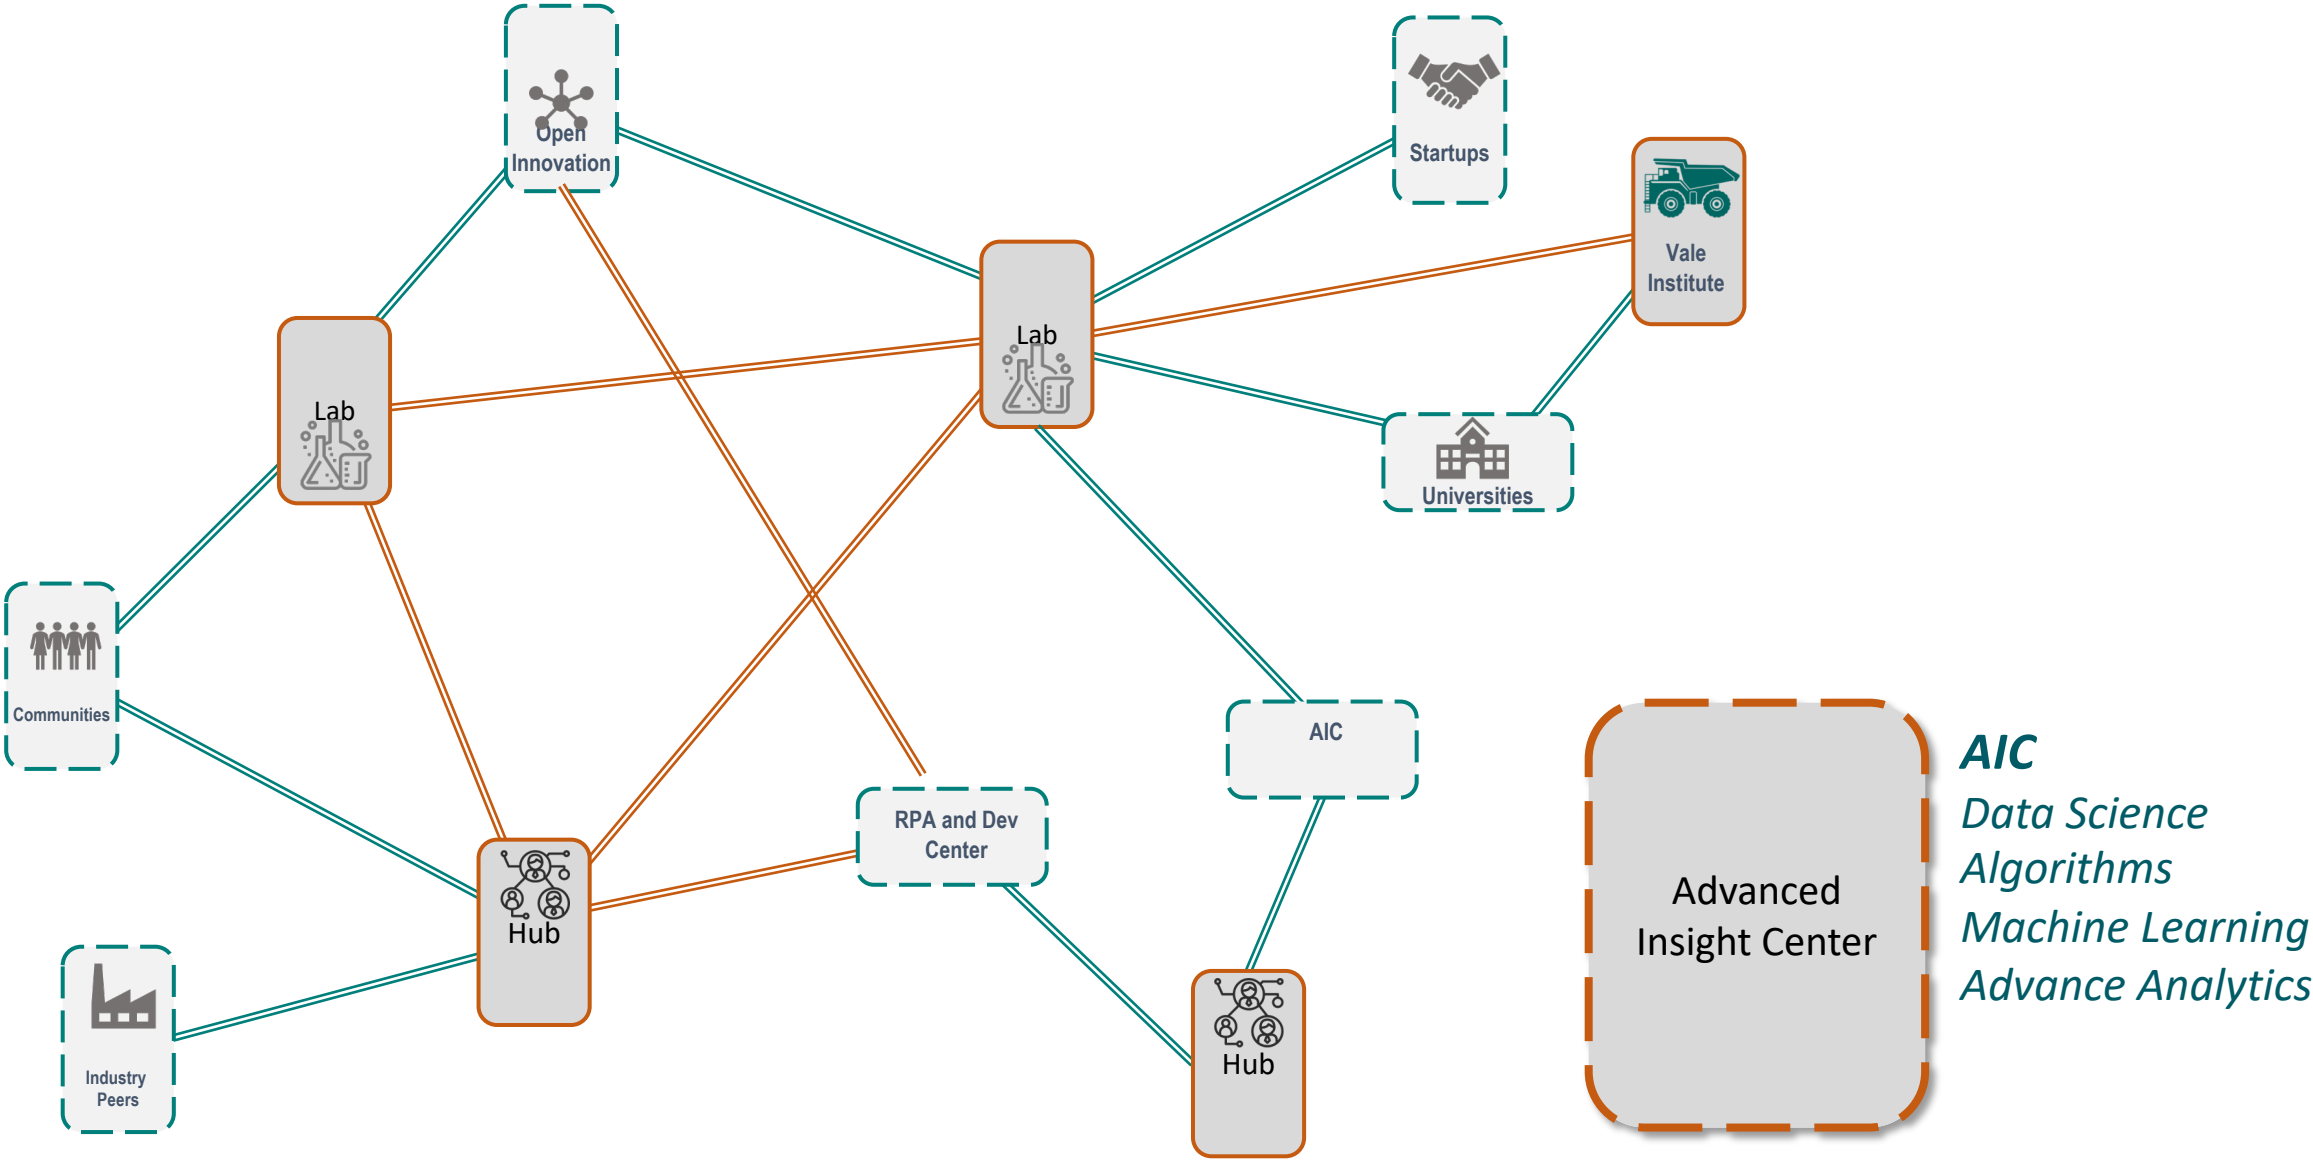 Open
Innovation
Startups
Vale
Institute
Lab
Lab
Universities
Communities
AIC
RPA and Dev
Center
Hub
Hub
Industry
Peers
Advanced
Insight Center
AIC
Data Science
Algorithms
Machine Learning
Advance Analytics